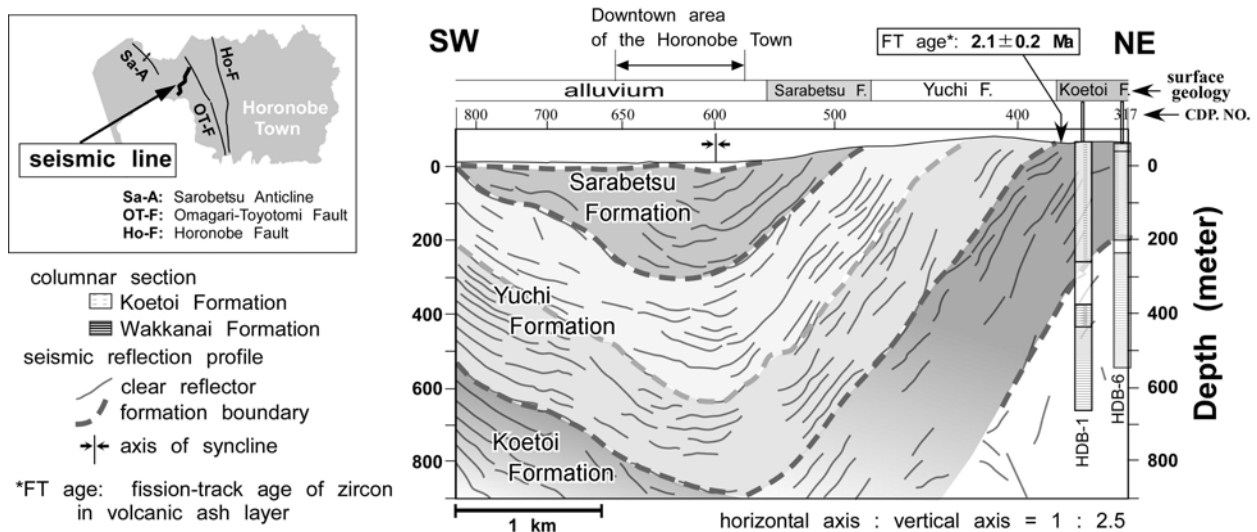 Sa-A
Ho-F
OT-F
Horonobe
Town
seismic line
Sa-A: Sarobetsu Anticline
OT-F: Omagari-Toyotomi Fault
Ho-F: Horonobe Fault
columnar section
Koetoi Formation
Wakkanai Formation
seismic reflection profile
clear reflector
formation boundary
axis of syncline
*FT age: fission-track age of zircon
in volcanic ash layer
Downtown area
of the Horonobe Town
SW
FT age*: 2.1±0.2 Ma
NE
alluvium
Sarabetsu F.
Yuchi F.
Koetoi F.
surface
geology
800 700 650 600 500 400 317
CDP. NO.
0
200
400
600
800
Sarabetsu
Formation
Yuchi
Formation
Koetoi
Formation
HDB-1
HDB-6
0
200
400
600
800
Depth (meter)
1 km
horizontal axis : vertical axis = 1 : 2.5